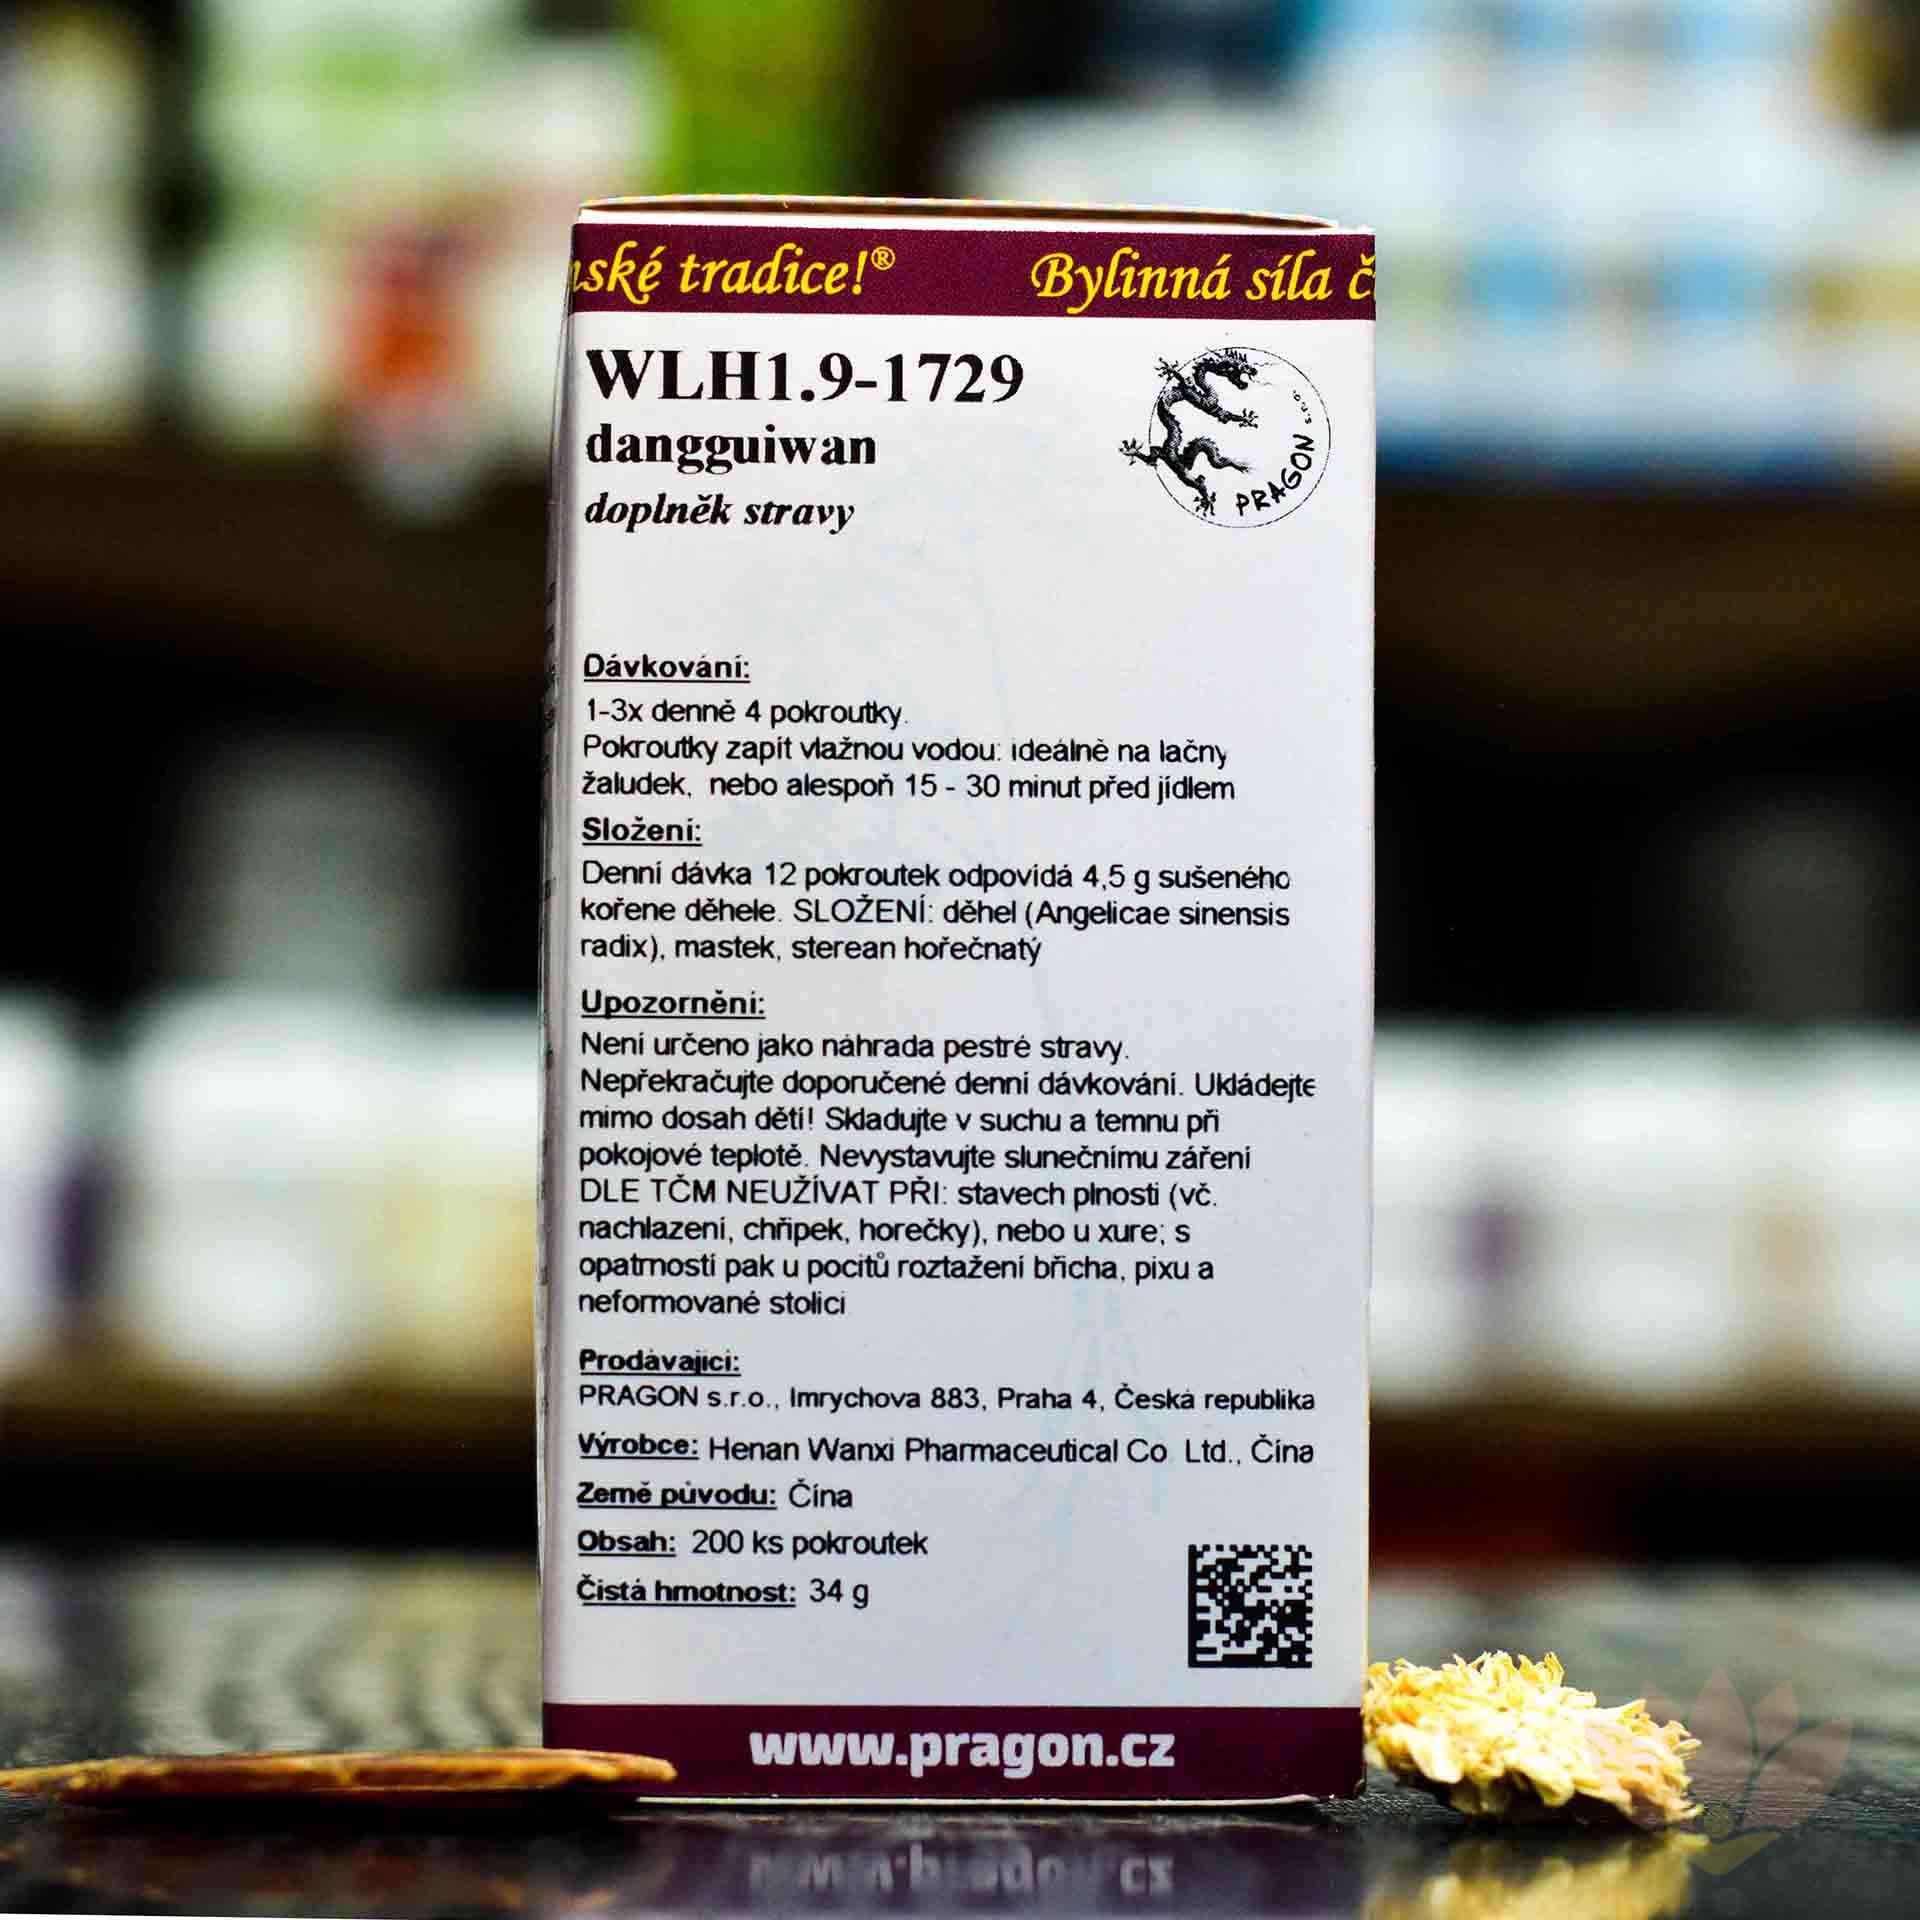 ské tradice!® Bylinná síla č
WLH1.9-1729
dangguiwan
doplněk stravy
PRAGON s.r.o.
Dávkování:
1-3x denně 4 pokroutky.
Pokroutky zapít vlažnou vodou: ideálně na lačny
žaludek, nebo alespoň 15 - 30 minut před jídlem
Složení:
Denní dávka 12 pokroutek odpovídá 4,5 g sušeného
kořene děhele. SLOŽENÍ: děhel (Angelicae sinensis
radix), mastek, sterean hořečnatý
Upozornění:
Není určeno jako náhrada pestré stravy.
Nepřekračujte doporučené denní dávkování. Ukládejte
mimo dosah dětí! Skladujte v suchu a temnu při
pokojové teplotě. Nevystavujte slunečnímu záření
DLE TČM NEUŽÍVAT PŘI: stavech plnosti (vč.
nachlazení, chřipek, horečky), nebo u xure; s
opatrností pak u pocitů roztažení břicha, pixu a
neformované stolici
Prodávající:
PRAGON s.r.o., Imrychova 883, Praha 4, Česká republika
Výrobce: Henan Wanxi Pharmaceutical Co. Ltd., Čína
Země původu: Čína
Obsah: 200 ks pokroutek
Čistá hmotnost: 34 g
www.pragon.cz